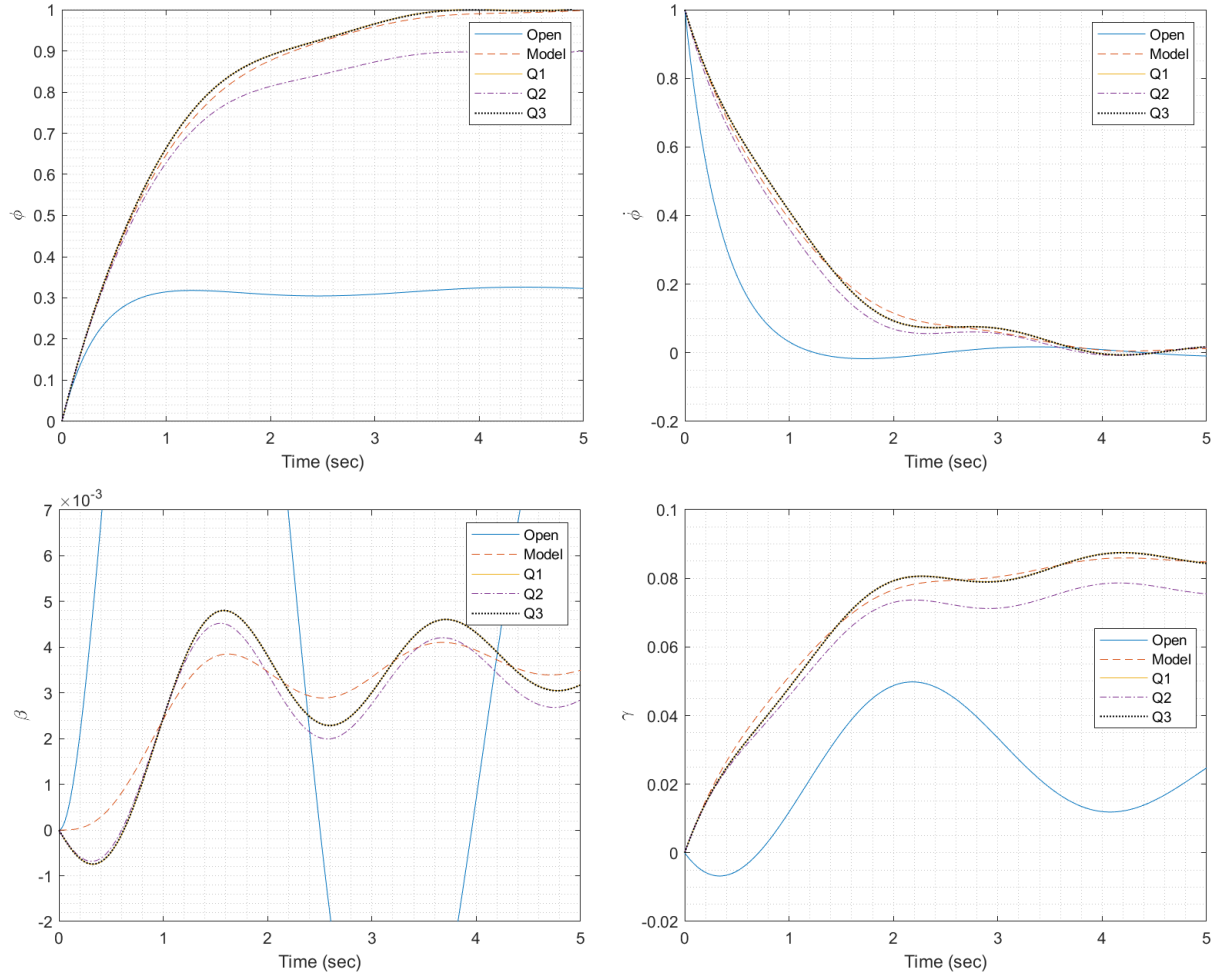 1
0.9
0.8
0.7
0.6
0.5
0.4
0.3
0.2
0.1
0
ϕ
0 1 2 3 4 5
Time (sec)
Open
Model
Q1
Q2
Q3
1
0.8
0.6
0.4
0.2
0
-0.2
ϕ̇
0 1 2 3 4 5
Time (sec)
Open
Model
Q1
Q2
Q3
×10⁻³
7
6
5
4
3
2
1
0
-1
-2
β
0 1 2 3 4 5
Time (sec)
Open
Model
Q1
Q2
Q3
0.1
0.08
0.06
0.04
0.02
0
-0.02
γ
0 1 2 3 4 5
Time (sec)
Open
Model
Q1
Q2
Q3